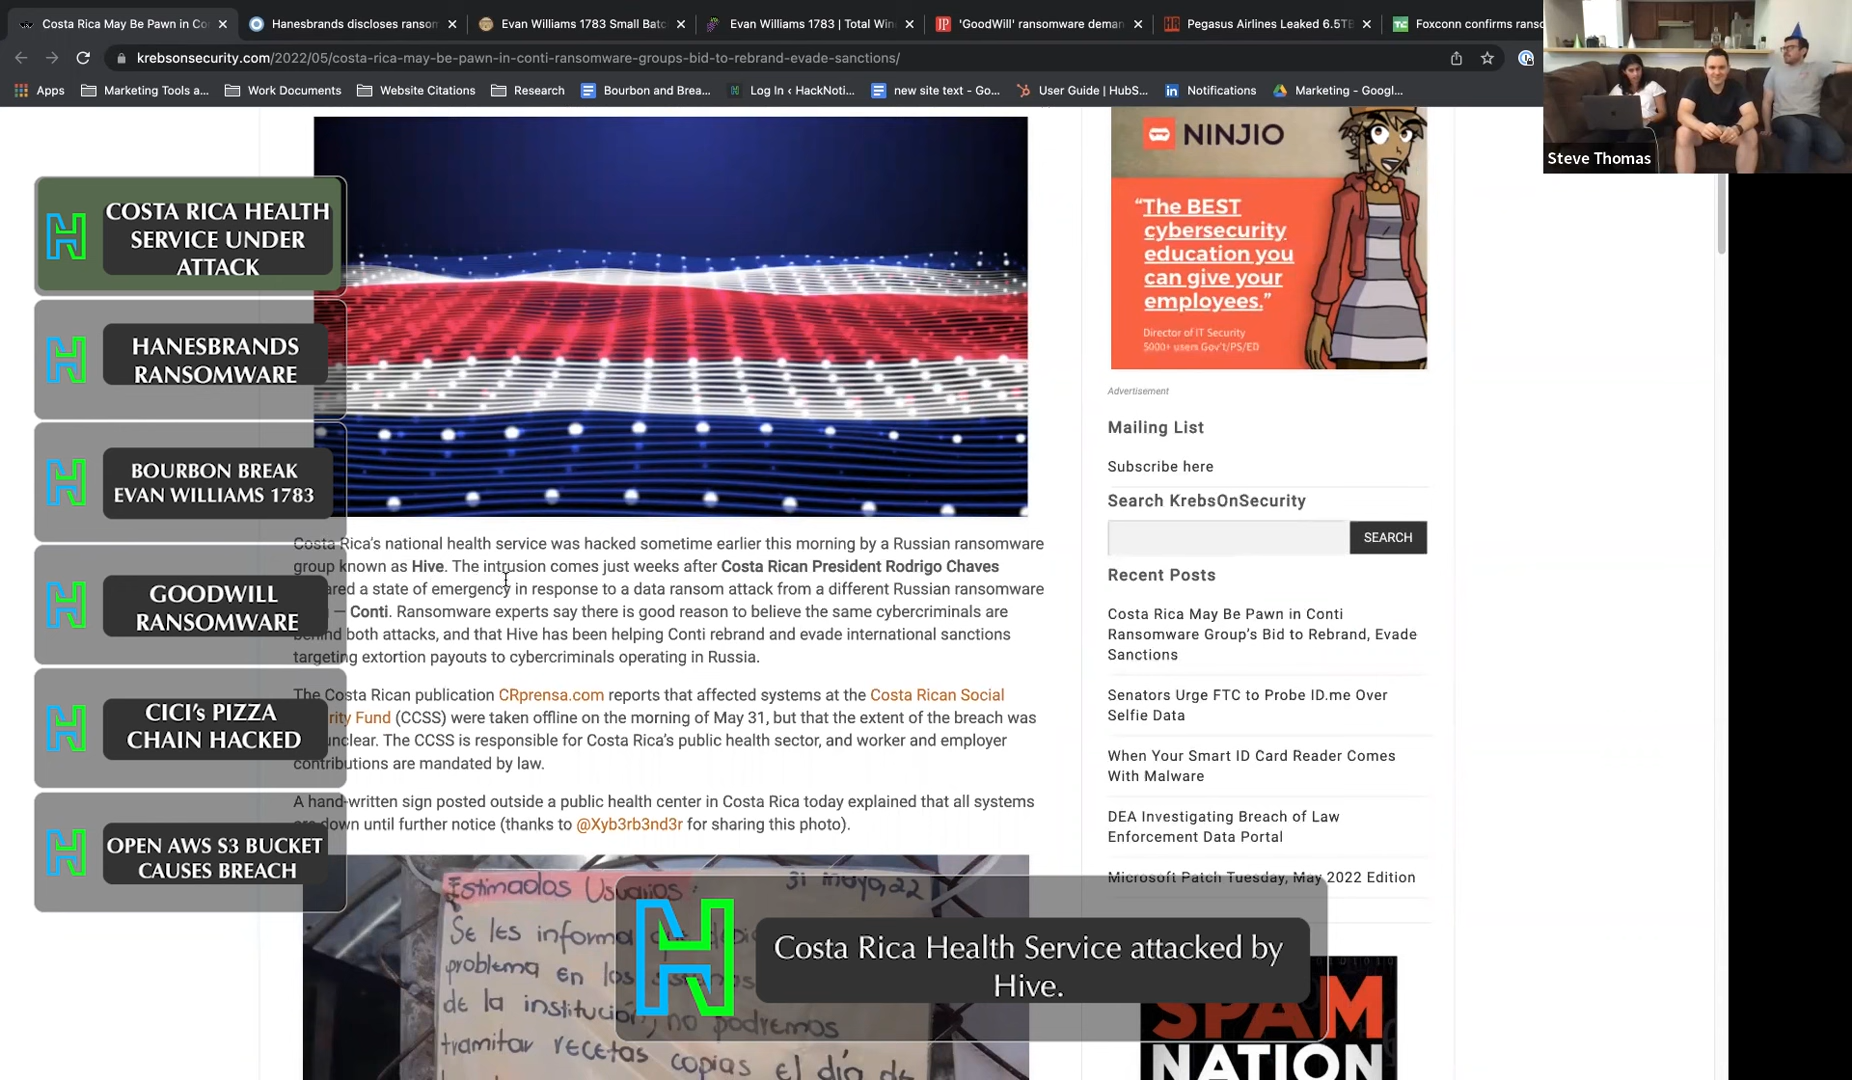 Costa Rica May Be Pawn in Co
Hanesbrands discloses ransom
Evan Williams 1783 Small Batc
Evan Williams 1783 | Total Win
'GoodWill' ransomware deman
Pegasus Airlines Leaked 6.5TB
Foxconn confirms ranso
krebsonsecurity.com/2022/05/costa-rica-may-be-pawn-in-conti-ransomware-groups-bid-to-rebrand-evade-sanctions/
Apps
Marketing Tools a...
Work Documents
Website Citations
Research
Bourbon and Brea...
Log In ‹ HackNoti...
new site text - Go...
User Guide | HubS...
Notifications
Marketing - Googl...
Steve Thomas
COSTA RICA HEALTH
SERVICE UNDER
ATTACK
HANESBRANDS
RANSOMWARE
BOURBON BREAK
EVAN WILLIAMS 1783
GOODWILL
RANSOMWARE
CICI's PIZZA
CHAIN HACKED
OPEN AWS S3 BUCKET
CAUSES BREACH
Costa Rica's national health service was hacked sometime earlier this morning by a Russian ransomware
group known as Hive. The intrusion comes just weeks after Costa Rican President Rodrigo Chaves
a state of emergency in response to a data ransom attack from a different Russian ransomware
— Conti. Ransomware experts say there is good reason to believe the same cybercriminals are
behind both attacks, and that Hive has been helping Conti rebrand and evade international sanctions
targeting extortion payouts to cybercriminals operating in Russia.
The Costa Rican publication CRprensa.com reports that affected systems at the Costa Rican Social
Fund (CCSS) were taken offline on the morning of May 31, but that the extent of the breach was
unclear. The CCSS is responsible for Costa Rica's public health sector, and worker and employer
contributions are mandated by law.
A hand-written sign posted outside a public health center in Costa Rica today explained that all systems
are down until further notice (thanks to @Xyb3rb3nd3r for sharing this photo).
Estimados Usuarios: 31 mayo,22
Se les informa que
problema en los sistemas
de la institución, no podremos
tramitar recetas copias el día de
Costa Rica Health Service attacked by
Hive.
NINJIO
“The BEST
cybersecurity
education you
can give your
employees.”
Director of IT Security
5000+ users Gov't/PS/ED
Advertisement
Mailing List
Subscribe here
Search KrebsOnSecurity
SEARCH
Recent Posts
Costa Rica May Be Pawn in Conti
Ransomware Group's Bid to Rebrand, Evade
Sanctions
Senators Urge FTC to Probe ID.me Over
Selfie Data
When Your Smart ID Card Reader Comes
With Malware
DEA Investigating Breach of Law
Enforcement Data Portal
Microsoft Patch Tuesday, May 2022 Edition
SPAM
NATION